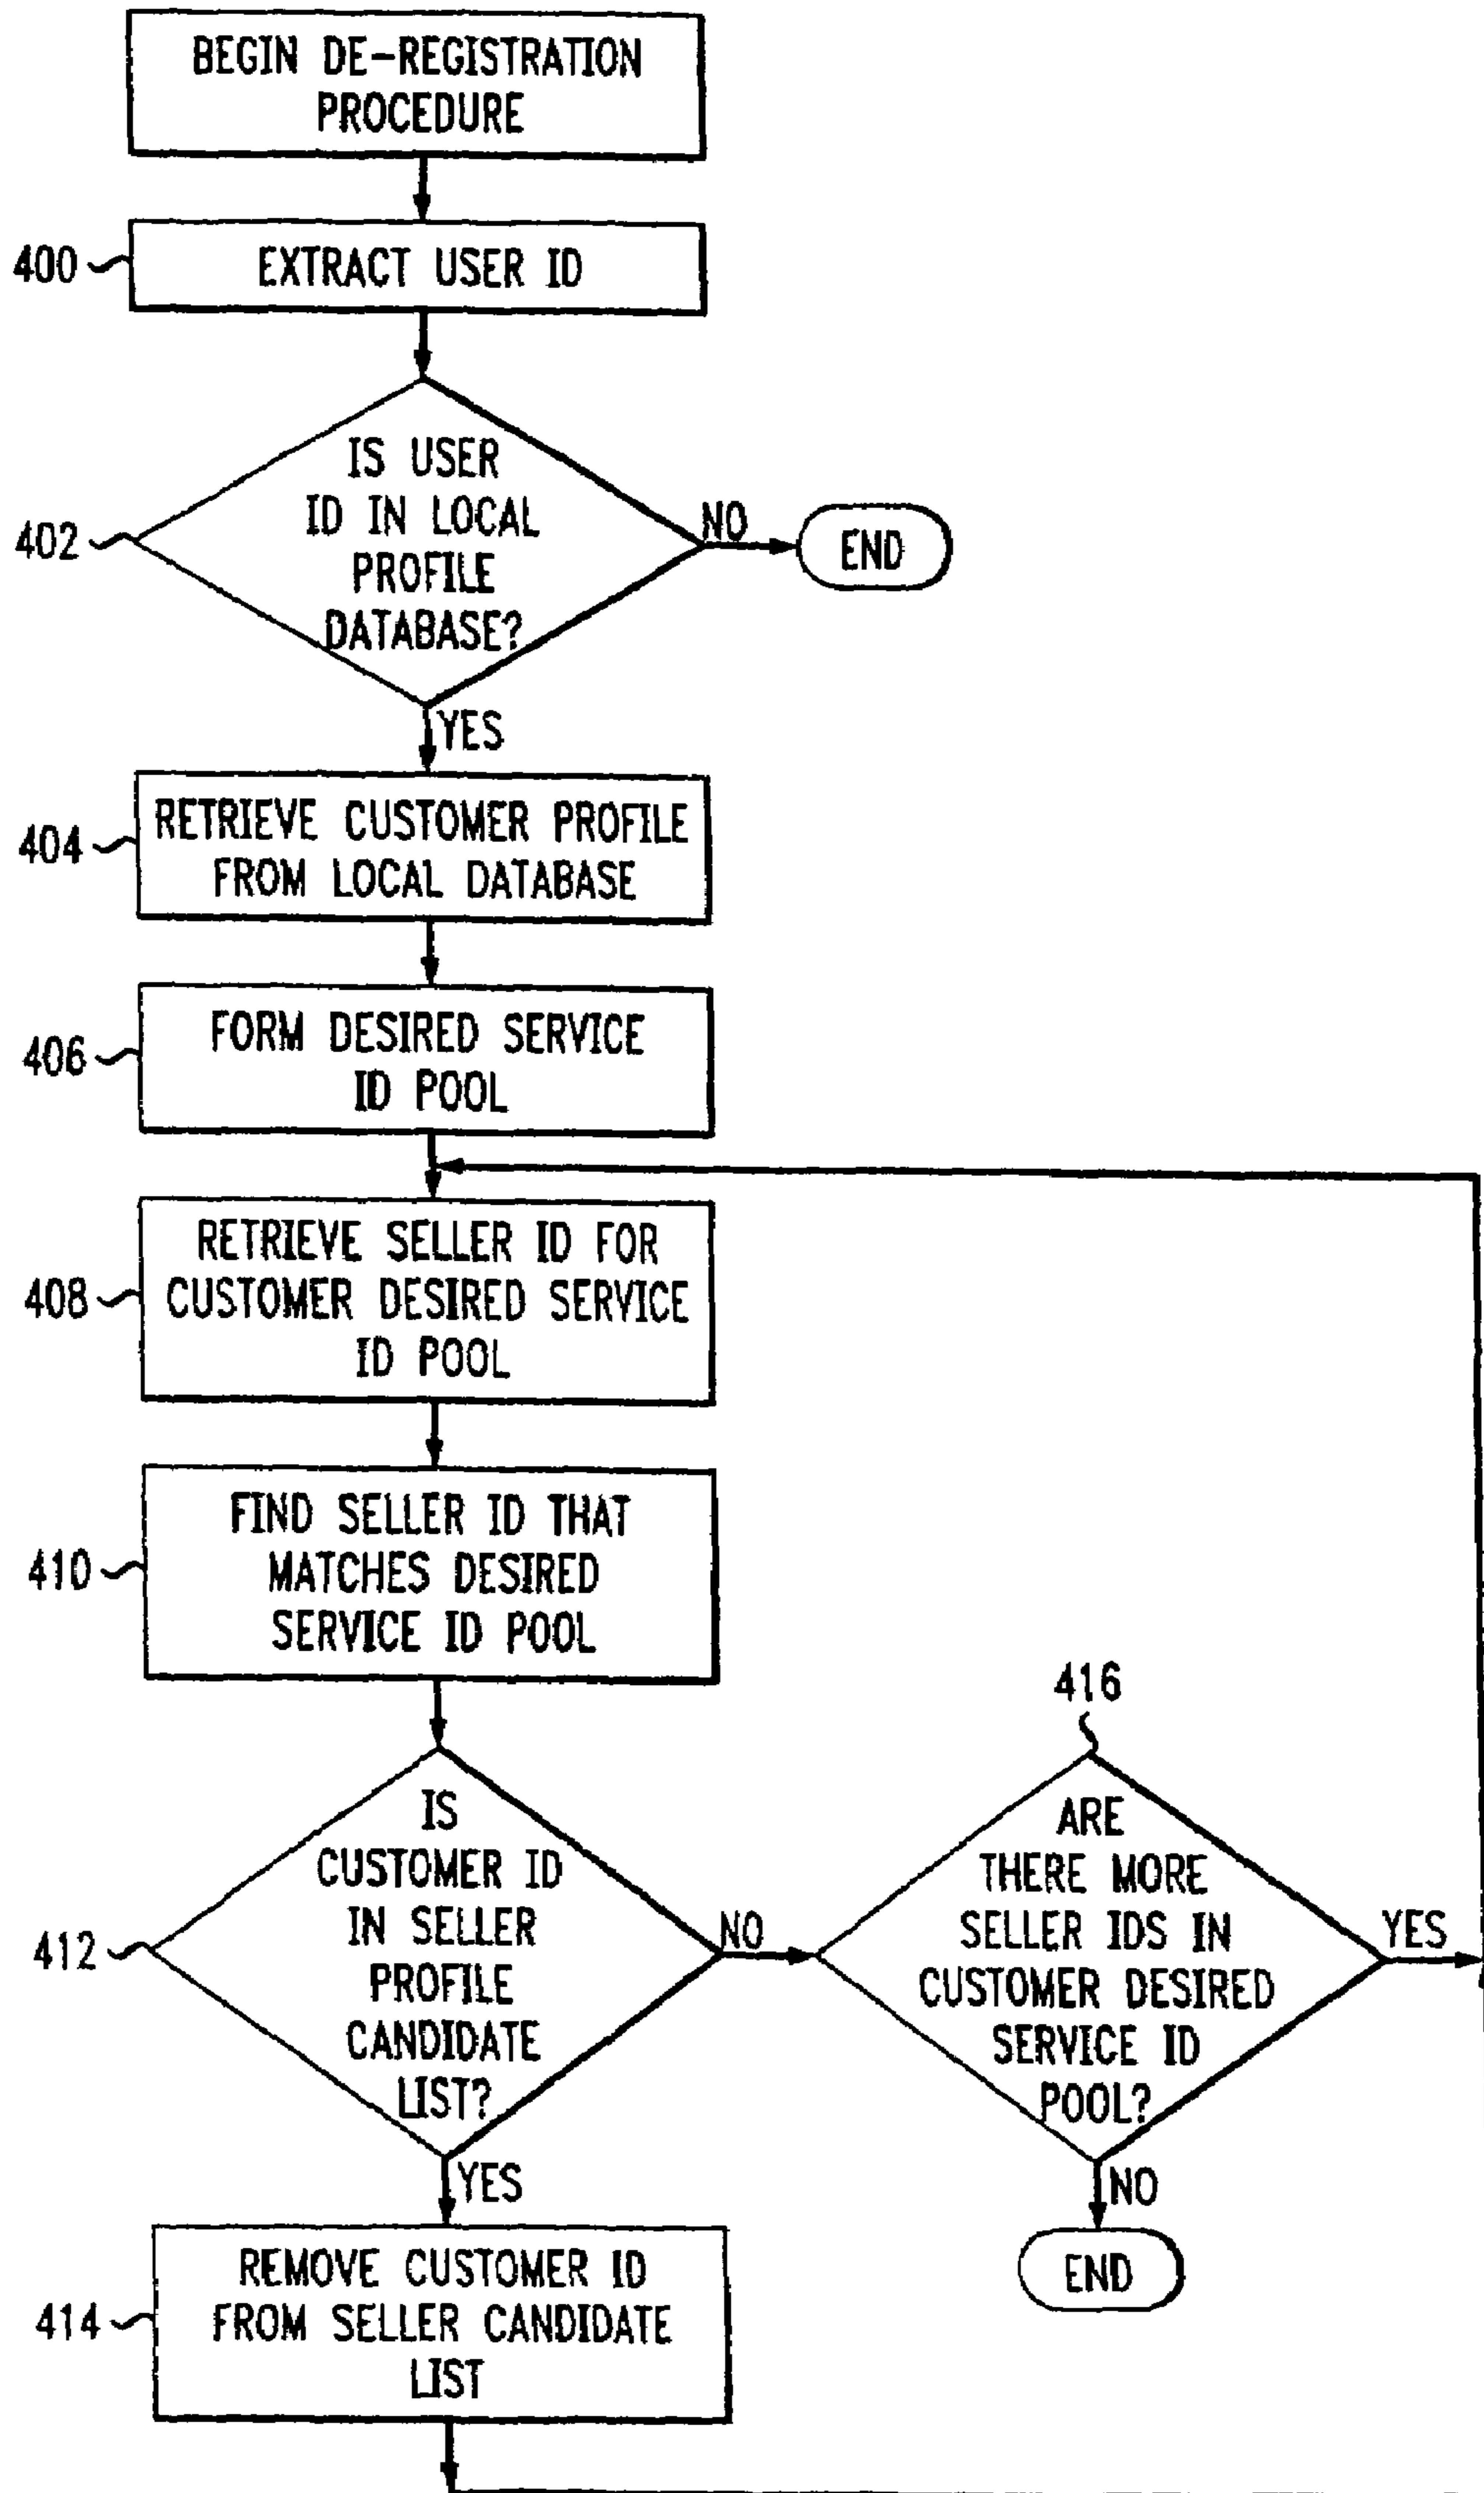 BEGIN DE-REGISTRATION
PROCEDURE
400
EXTRACT USER ID
402
IS USER
ID IN LOCAL
PROFILE
DATABASE?
NO
END
YES
404
RETRIEVE CUSTOMER PROFILE
FROM LOCAL DATABASE
406
FORM DESIRED SERVICE
ID POOL
408
RETRIEVE SELLER ID FOR
CUSTOMER DESIRED SERVICE
ID POOL
410
FIND SELLER ID THAT
MATCHES DESIRED
SERVICE ID POOL
412
IS
CUSTOMER ID
IN SELLER
PROFILE
CANDIDATE
LIST?
NO
416
ARE
THERE MORE
SELLER IDS IN
CUSTOMER DESIRED
SERVICE ID
POOL?
YES
NO
END
YES
414
REMOVE CUSTOMER ID
FROM SELLER CANDIDATE
LIST